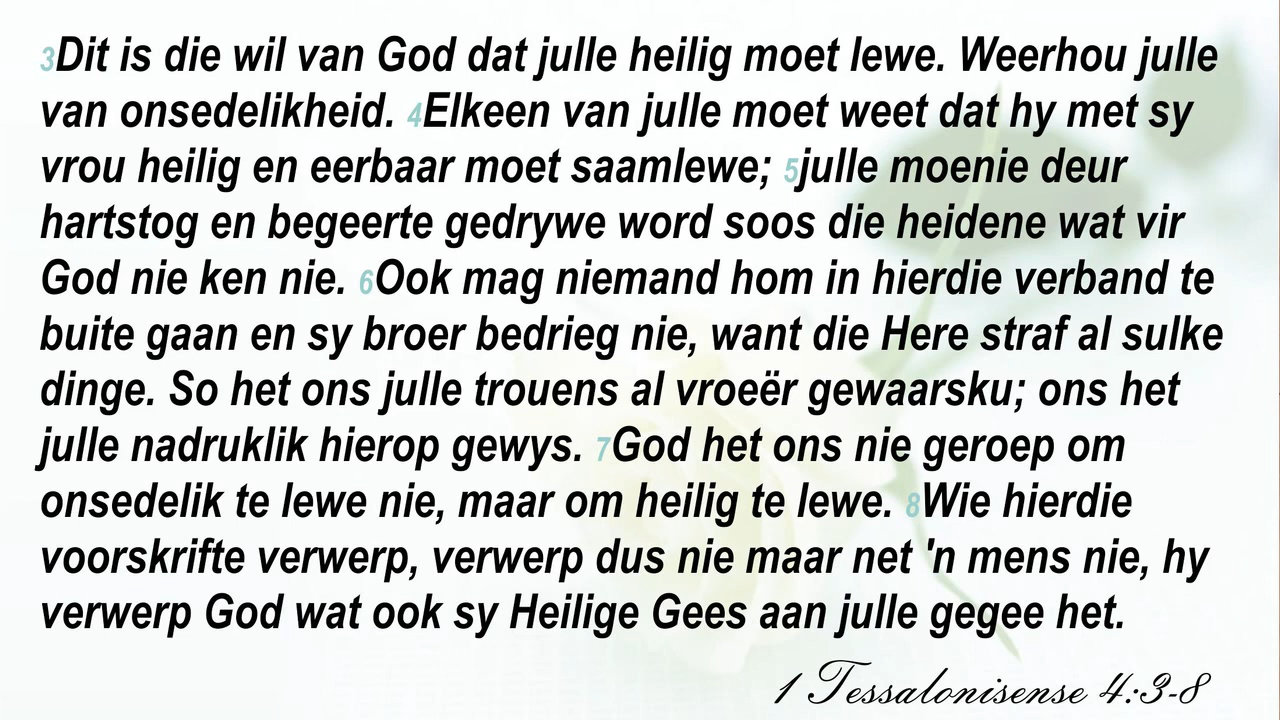 3Dit is die wil van God dat julle heilig moet lewe. Weerhou julle
van onsedelikheid. 4Elkeen van julle moet weet dat hy met sy
vrou heilig en eerbaar moet saamlewe; 5julle moenie deur
hartstog en begeerte gedrywe word soos die heidene wat vir
God nie ken nie. 6Ook mag niemand hom in hierdie verband te
buite gaan en sy broer bedrieg nie, want die Here straf al sulke
dinge. So het ons julle trouens al vroeër gewaarsku; ons het
julle nadruklik hierop gewys. 7God het ons nie geroep om
onsedelik te lewe nie, maar om heilig te lewe. 8Wie hierdie
voorskrifte verwerp, verwerp dus nie maar net 'n mens nie, hy
verwerp God wat ook sy Heilige Gees aan julle gegee het.
1 Tessalonisense 4:3-8